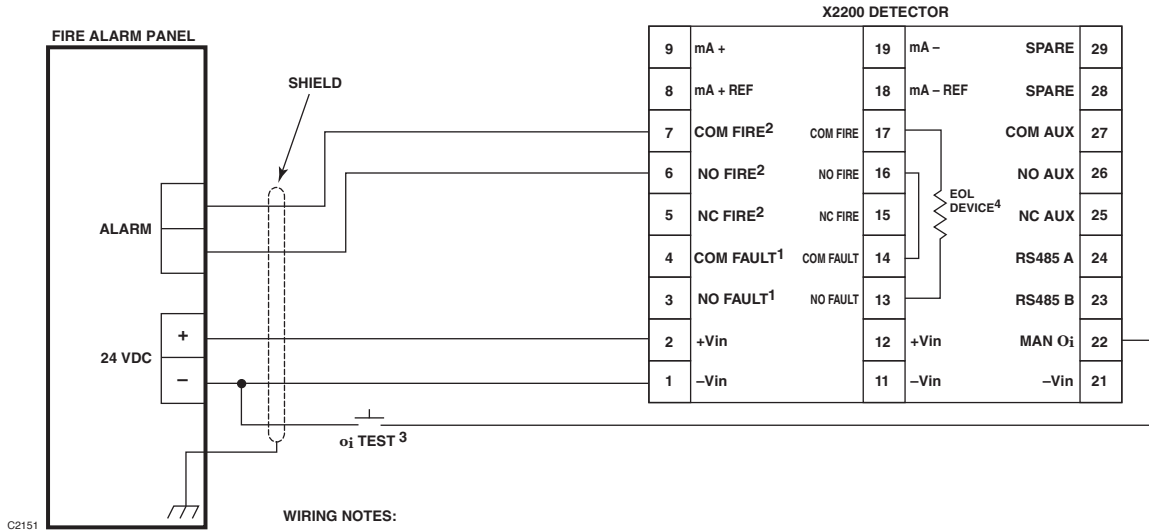 X2200 DETECTOR
FIRE ALARM PANEL
SHIELD
ALARM
24 VDC
+
–
oi TEST 3
9 mA +
8 mA + REF
7 COM FIRE2
6 NO FIRE2
5 NC FIRE2
4 COM FAULT1
3 NO FAULT1
2 +Vin
1 –Vin
19 mA –
18 mA – REF
COM FIRE 17
NO FIRE 16
NC FIRE 15
COM FAULT 14
NO FAULT 13
12 +Vin
11 –Vin
EOL
DEVICE4
SPARE 29
SPARE 28
COM AUX 27
NO AUX 26
NC AUX 25
RS485 A 24
RS485 B 23
MAN Oi 22
–Vin 21
WIRING NOTES:
C2151